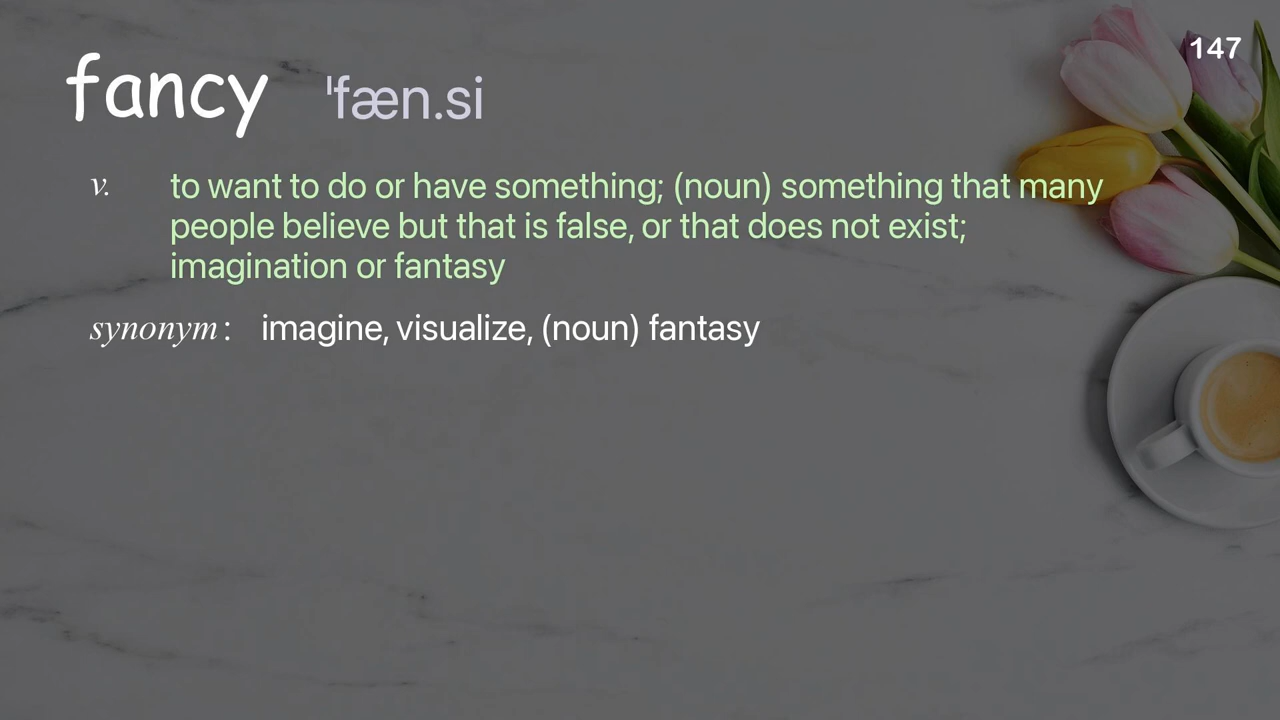 147
fancy ˈfæn.si
v. to want to do or have something; (noun) something that many
people believe but that is false, or that does not exist;
imagination or fantasy
synonym : imagine, visualize, (noun) fantasy